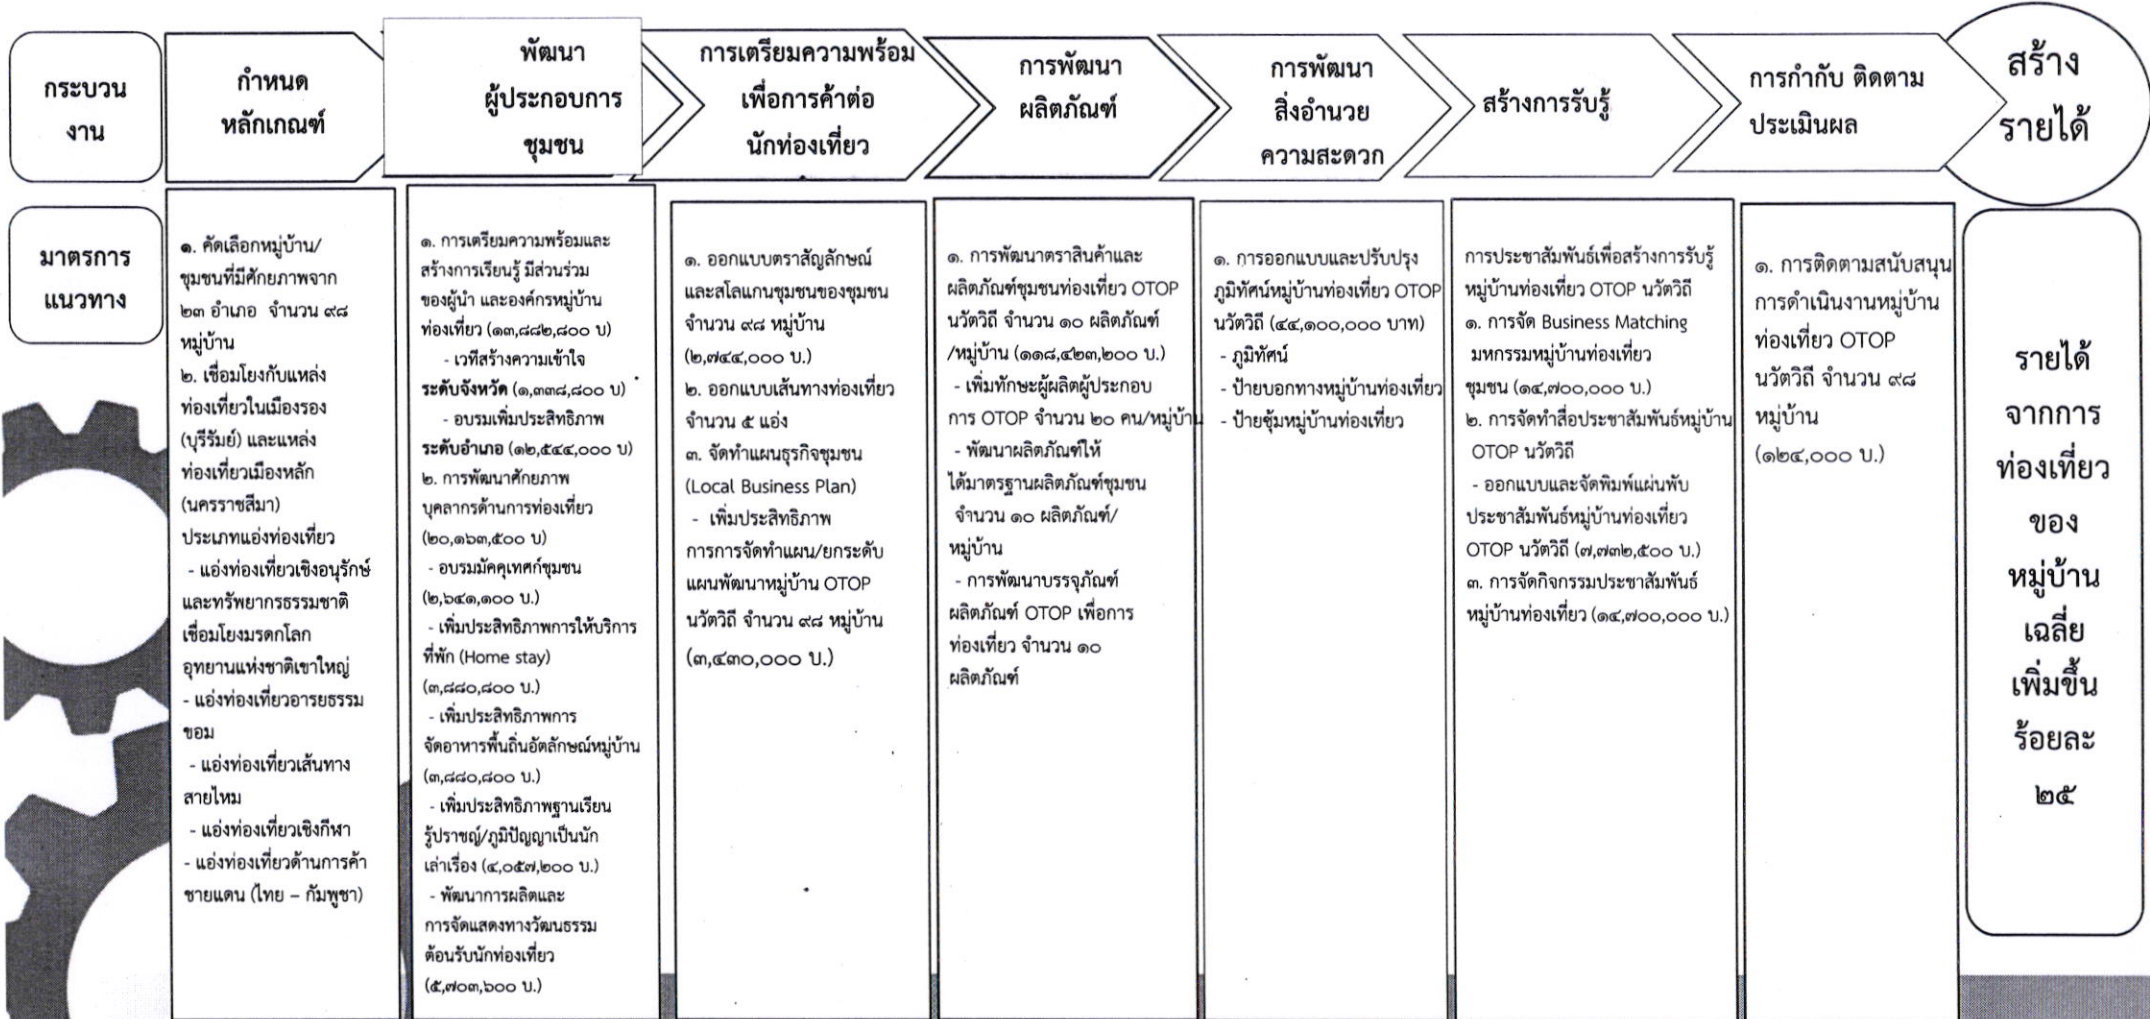 กระบวน
งาน
กำหนด
หลักเกณฑ์
พัฒนา
ผู้ประกอบการ
ชุมชน
การเตรียมความพร้อม
เพื่อการค้าต่อ
นักท่องเที่ยว
การพัฒนา
ผลิตภัณฑ์
การพัฒนา
สิ่งอำนวย
ความสะดวก
สร้างการรับรู้
การกำกับ ติดตาม
ประเมินผล
สร้าง
รายได้
มาตรการ
แนวทาง
๑. คัดเลือกหมู่บ้าน/
ชุมชนที่มีศักยภาพจาก
๒๓ อำเภอ จำนวน ๙๘
หมู่บ้าน
๒. เชื่อมโยงกับแหล่ง
ท่องเที่ยวในเมืองรอง
(บุรีรัมย์) และแหล่ง
ท่องเที่ยวเมืองหลัก
(นครราชสีมา)
ประเภทแอ่งท่องเที่ยว
- แอ่งท่องเที่ยวเชิงอนุรักษ์
และทรัพยากรธรรมชาติ
เชื่อมโยงมรดกโลก
อุทยานแห่งชาติเขาใหญ่
- แอ่งท่องเที่ยวอารยธรรม
ขอม
- แอ่งท่องเที่ยวเส้นทาง
สายไหม
- แอ่งท่องเที่ยวเชิงกีฬา
- แอ่งท่องเที่ยวด้านการค้า
ชายแดน (ไทย – กัมพูชา)
๑. การเตรียมความพร้อมและ
สร้างการเรียนรู้ มีส่วนร่วม
ของผู้นำ และองค์กรหมู่บ้าน
ท่องเที่ยว (๑๓,๘๘๒,๘๐๐ บ)
- เวทีสร้างความเข้าใจ
ระดับจังหวัด (๑,๓๓๘,๘๐๐ บ)
- อบรมเพิ่มประสิทธิภาพ
ระดับอำเภอ (๑๒,๕๔๔,๐๐๐ บ)
๒. การพัฒนาศักยภาพ
บุคลากรด้านการท่องเที่ยว
(๒๐,๑๖๓,๕๐๐ บ)
- อบรมมัคคุเทศก์ชุมชน
(๒,๖๔๑,๑๐๐ บ.)
- เพิ่มประสิทธิภาพการให้บริการ
ที่พัก (Home stay)
(๓,๘๘๐,๘๐๐ บ.)
- เพิ่มประสิทธิภาพการ
จัดอาหารพื้นถิ่นอัตลักษณ์หมู่บ้าน
(๓,๘๘๐,๘๐๐ บ.)
- เพิ่มประสิทธิภาพฐานเรียน
รู้ปราชญ์/ภูมิปัญญาเป็นนัก
เล่าเรื่อง (๔,๐๕๗,๒๐๐ บ.)
- พัฒนาการผลิตและ
การจัดแสดงทางวัฒนธรรม
ต้อนรับนักท่องเที่ยว
(๕,๗๐๓,๖๐๐ บ.)
๑. ออกแบบตราสัญลักษณ์
และสโลแกนชุมชนของชุมชน
จำนวน ๙๘ หมู่บ้าน
(๒,๗๔๔,๐๐๐ บ.)
๒. ออกแบบเส้นทางท่องเที่ยว
จำนวน ๕ แอ่ง
๓. จัดทำแผนธุรกิจชุมชน
(Local Business Plan)
- เพิ่มประสิทธิภาพ
การการจัดทำแผน/ยกระดับ
แผนพัฒนาหมู่บ้าน OTOP
นวัตวิถี จำนวน ๙๘ หมู่บ้าน
(๓,๔๓๐,๐๐๐ บ.)
๑. การพัฒนาตราสินค้าและ
ผลิตภัณฑ์ชุมชนท่องเที่ยว OTOP
นวัตวิถี จำนวน ๑๐ ผลิตภัณฑ์
/หมู่บ้าน (๑๑๘,๔๒๓,๒๐๐ บ.)
- เพิ่มทักษะผู้ผลิตผู้ประกอบ
การ OTOP จำนวน ๒๐ คน/หมู่บ้าน
- พัฒนาผลิตภัณฑ์ให้
ได้มาตรฐานผลิตภัณฑ์ชุมชน
จำนวน ๑๐ ผลิตภัณฑ์/
หมู่บ้าน
- การพัฒนาบรรจุภัณฑ์
ผลิตภัณฑ์ OTOP เพื่อการ
ท่องเที่ยว จำนวน ๑๐
ผลิตภัณฑ์
๑. การออกแบบและปรับปรุง
ภูมิทัศน์หมู่บ้านท่องเที่ยว OTOP
นวัตวิถี (๔๔,๑๐๐,๐๐๐ บาท)
- ภูมิทัศน์
- ป้ายบอกทางหมู่บ้านท่องเที่ยว
- ป้ายซุ้มหมู่บ้านท่องเที่ยว
การประชาสัมพันธ์เพื่อสร้างการรับรู้
หมู่บ้านท่องเที่ยว OTOP นวัตวิถี
๑. การจัด Business Matching
มหกรรมหมู่บ้านท่องเที่ยว
ชุมชน (๑๔,๗๐๐,๐๐๐ บ.)
๒. การจัดทำสื่อประชาสัมพันธ์หมู่บ้าน
OTOP นวัตวิถี
- ออกแบบและจัดพิมพ์แผ่นพับ
ประชาสัมพันธ์หมู่บ้านท่องเที่ยว
OTOP นวัตวิถี (๗,๗๓๒,๕๐๐ บ.)
๓. การจัดกิจกรรมประชาสัมพันธ์
หมู่บ้านท่องเที่ยว (๑๔,๗๐๐,๐๐๐ บ.)
๑. การติดตามสนับสนุน
การดำเนินงานหมู่บ้าน
ท่องเที่ยว OTOP
นวัตวิถี จำนวน ๙๘
หมู่บ้าน
(๑๒๔,๐๐๐ บ.)
รายได้
จากการ
ท่องเที่ยว
ของ
หมู่บ้าน
เฉลี่ย
เพิ่มขึ้น
ร้อยละ
๒๕